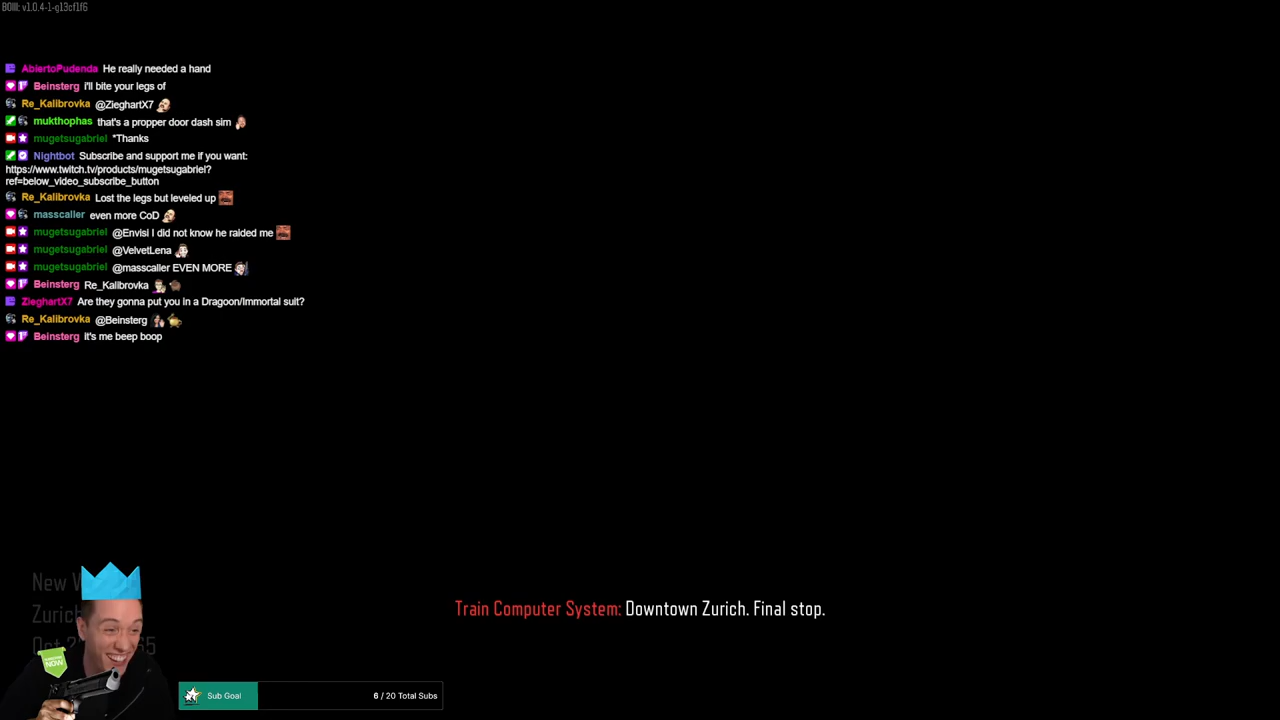 BOIII: v1.0.4-1-g13cf1f6
AbiertoPudenda He really needed a hand
Beinsterg i'll bite your legs of
Re_Kalibrovka @ZieghartX7
mukthophas that's a propper door dash sim
mugetsugabriel *Thanks
Nightbot Subscribe and support me if you want:
https://www.twitch.tv/products/mugetsugabriel?
ref=below_video_subscribe_button
Re_Kalibrovka Lost the legs but leveled up
masscaller even more CoD
mugetsugabriel @Envisi I did not know he raided me
mugetsugabriel @VelvetLena
mugetsugabriel @masscaller EVEN MORE
Beinsterg Re_Kalibrovka
ZieghartX7 Are they gonna put you in a Dragoon/Immortal suit?
Re_Kalibrovka @Beinsterg
Beinsterg It's me beep boop
New
Zurich
Oct
Train Computer System: Downtown Zurich. Final stop.
NOW
Sub Goal
6 / 20 Total Subs